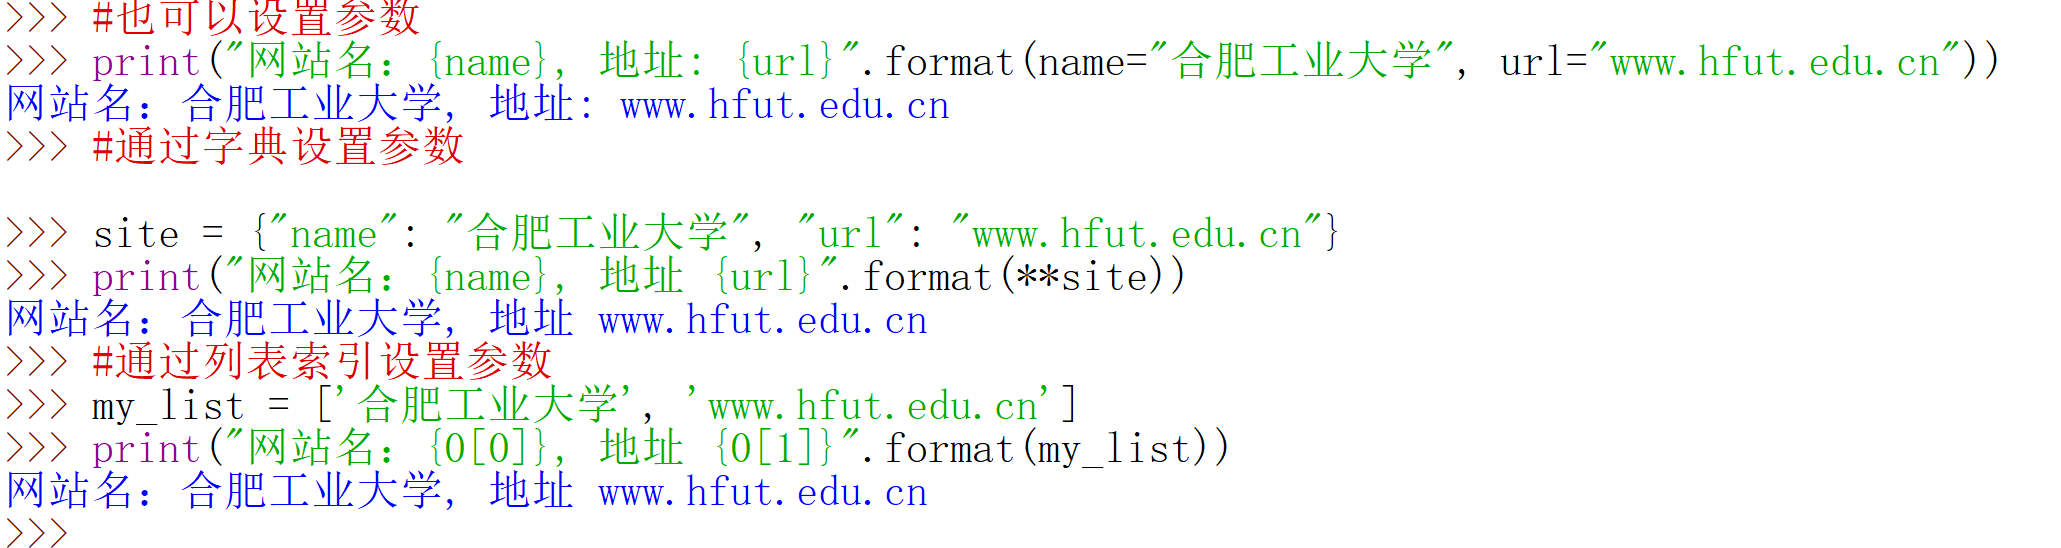 >>> #也可以设置参数
>>> print("网站名：{name}, 地址: {url}".format(name="合肥工业大学", url="www.hfut.edu.cn"))
网站名：合肥工业大学, 地址: www.hfut.edu.cn
>>> #通过字典设置参数
>>> site = {"name": "合肥工业大学", "url": "www.hfut.edu.cn"}
>>> print("网站名：{name}, 地址 {url}".format(**site))
网站名：合肥工业大学, 地址 www.hfut.edu.cn
>>> #通过列表索引设置参数
>>> my_list = ['合肥工业大学', 'www.hfut.edu.cn']
>>> print("网站名：{0[0]}, 地址 {0[1]}".format(my_list))
网站名：合肥工业大学, 地址 www.hfut.edu.cn
>>>